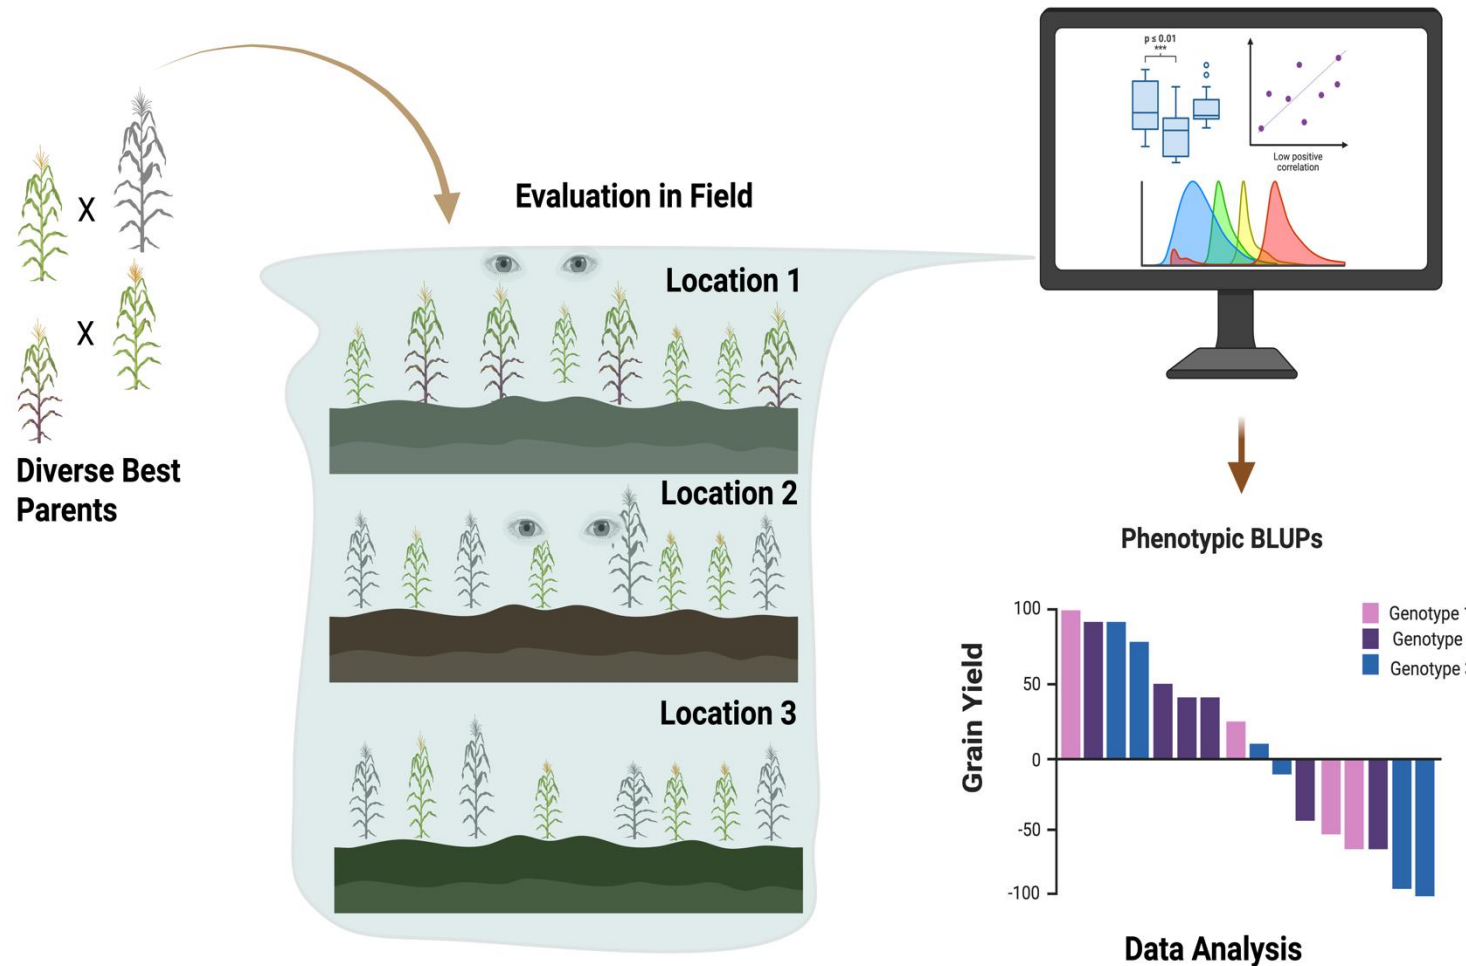 X
X
Diverse Best
Parents
Evaluation in Field
Location 1
Location 2
Location 3
p ≤ 0.01
***
Low positive
correlation
Phenotypic BLUPs
Grain Yield
100
50
0
-50
-100
Genotype
Genotype
Genotype
Data Analysis